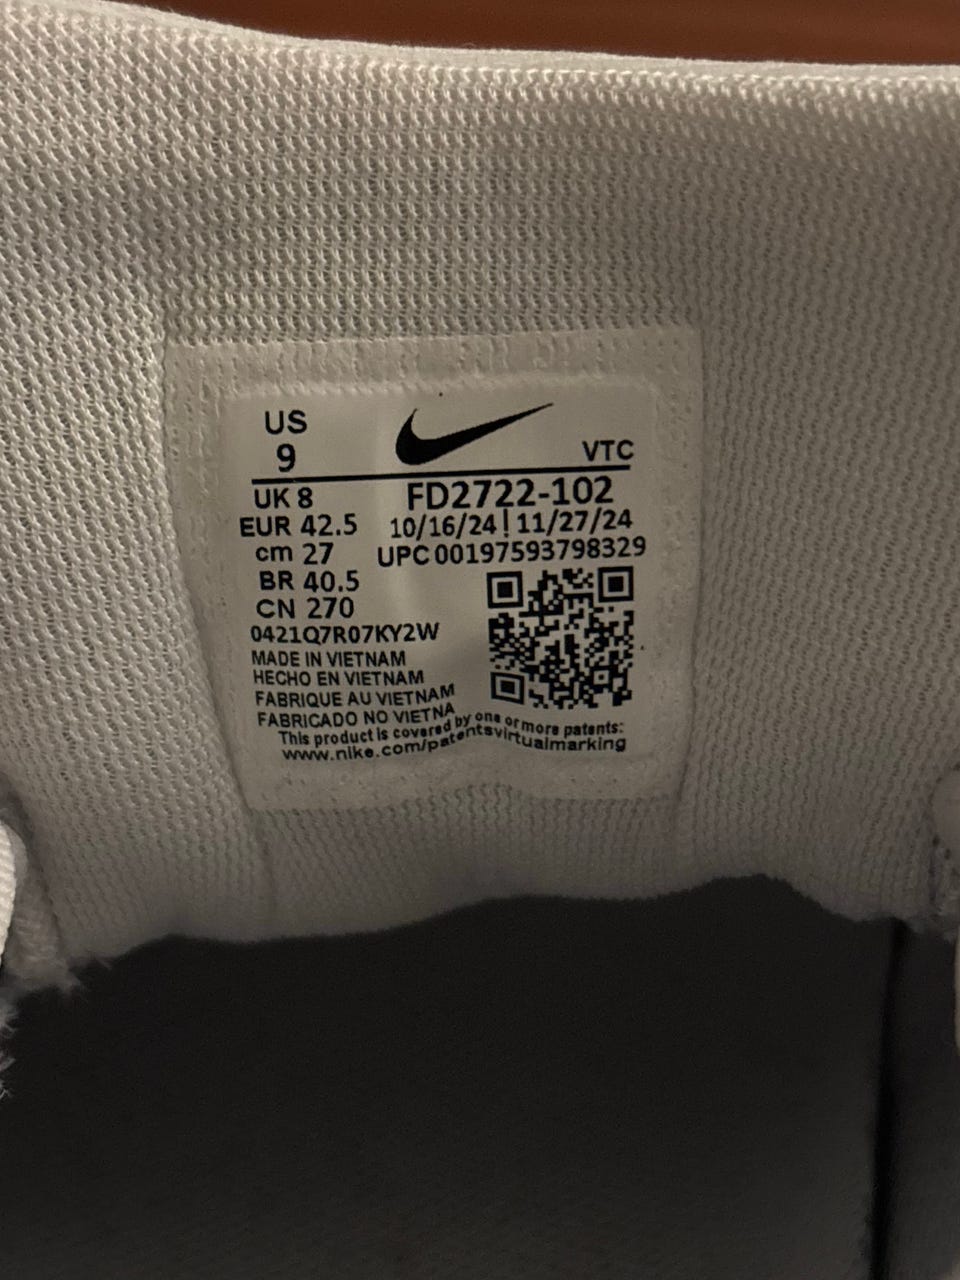 US
9
VTC
UK 8
FD2722-102
EUR 42.5
10/16/24 | 11/27/24
cm 27
UPC 00197593798329
BR 40.5
CN 270
0421Q7R07KY2W
MADE IN VIETNAM
HECHO EN VIETNAM
FABRIQUE AU VIETNAM
FABRICADO NO VIETNA
This product is covered by one or more patents:
www.nike.com/patentsvirtualmarking